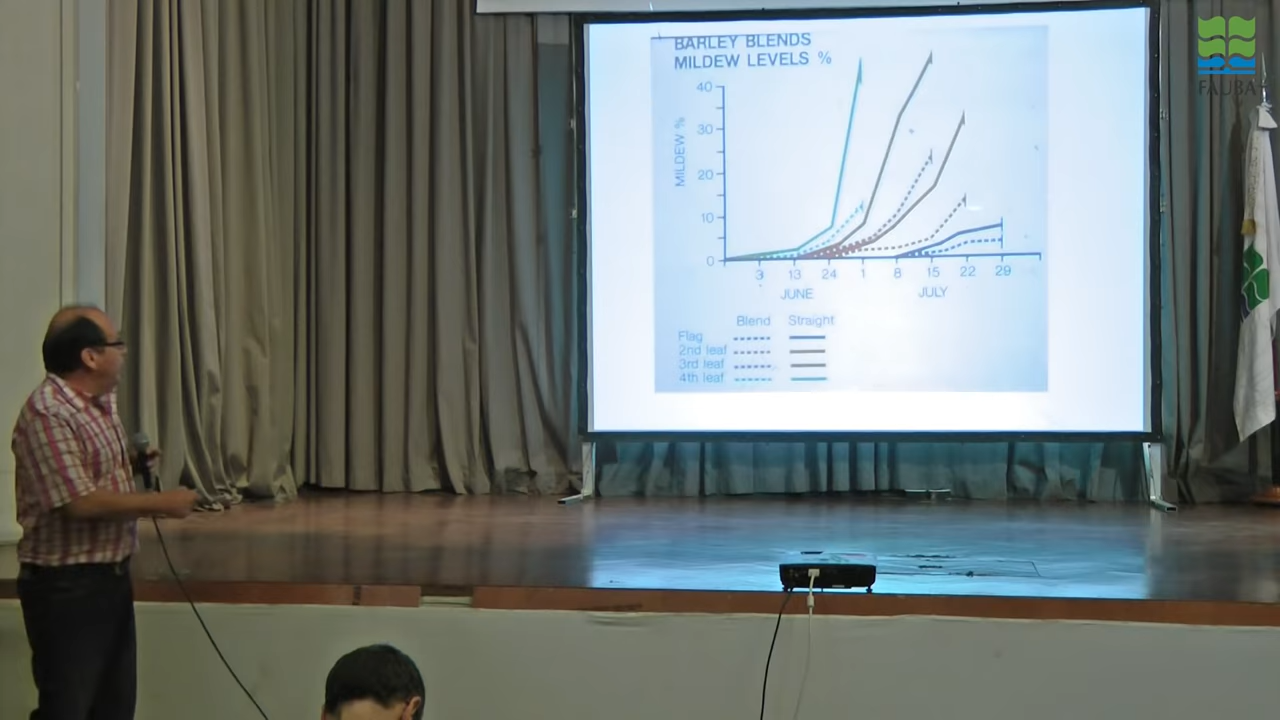 BARLEY BLENDS
MILDEW LEVELS %
MILDEW %
40
30
20
10
0
3 13 24 1 8 15 22 29
JUNE JULY
Blend Straight
Flag
2nd leaf
3rd leaf
4th leaf
FAUBA